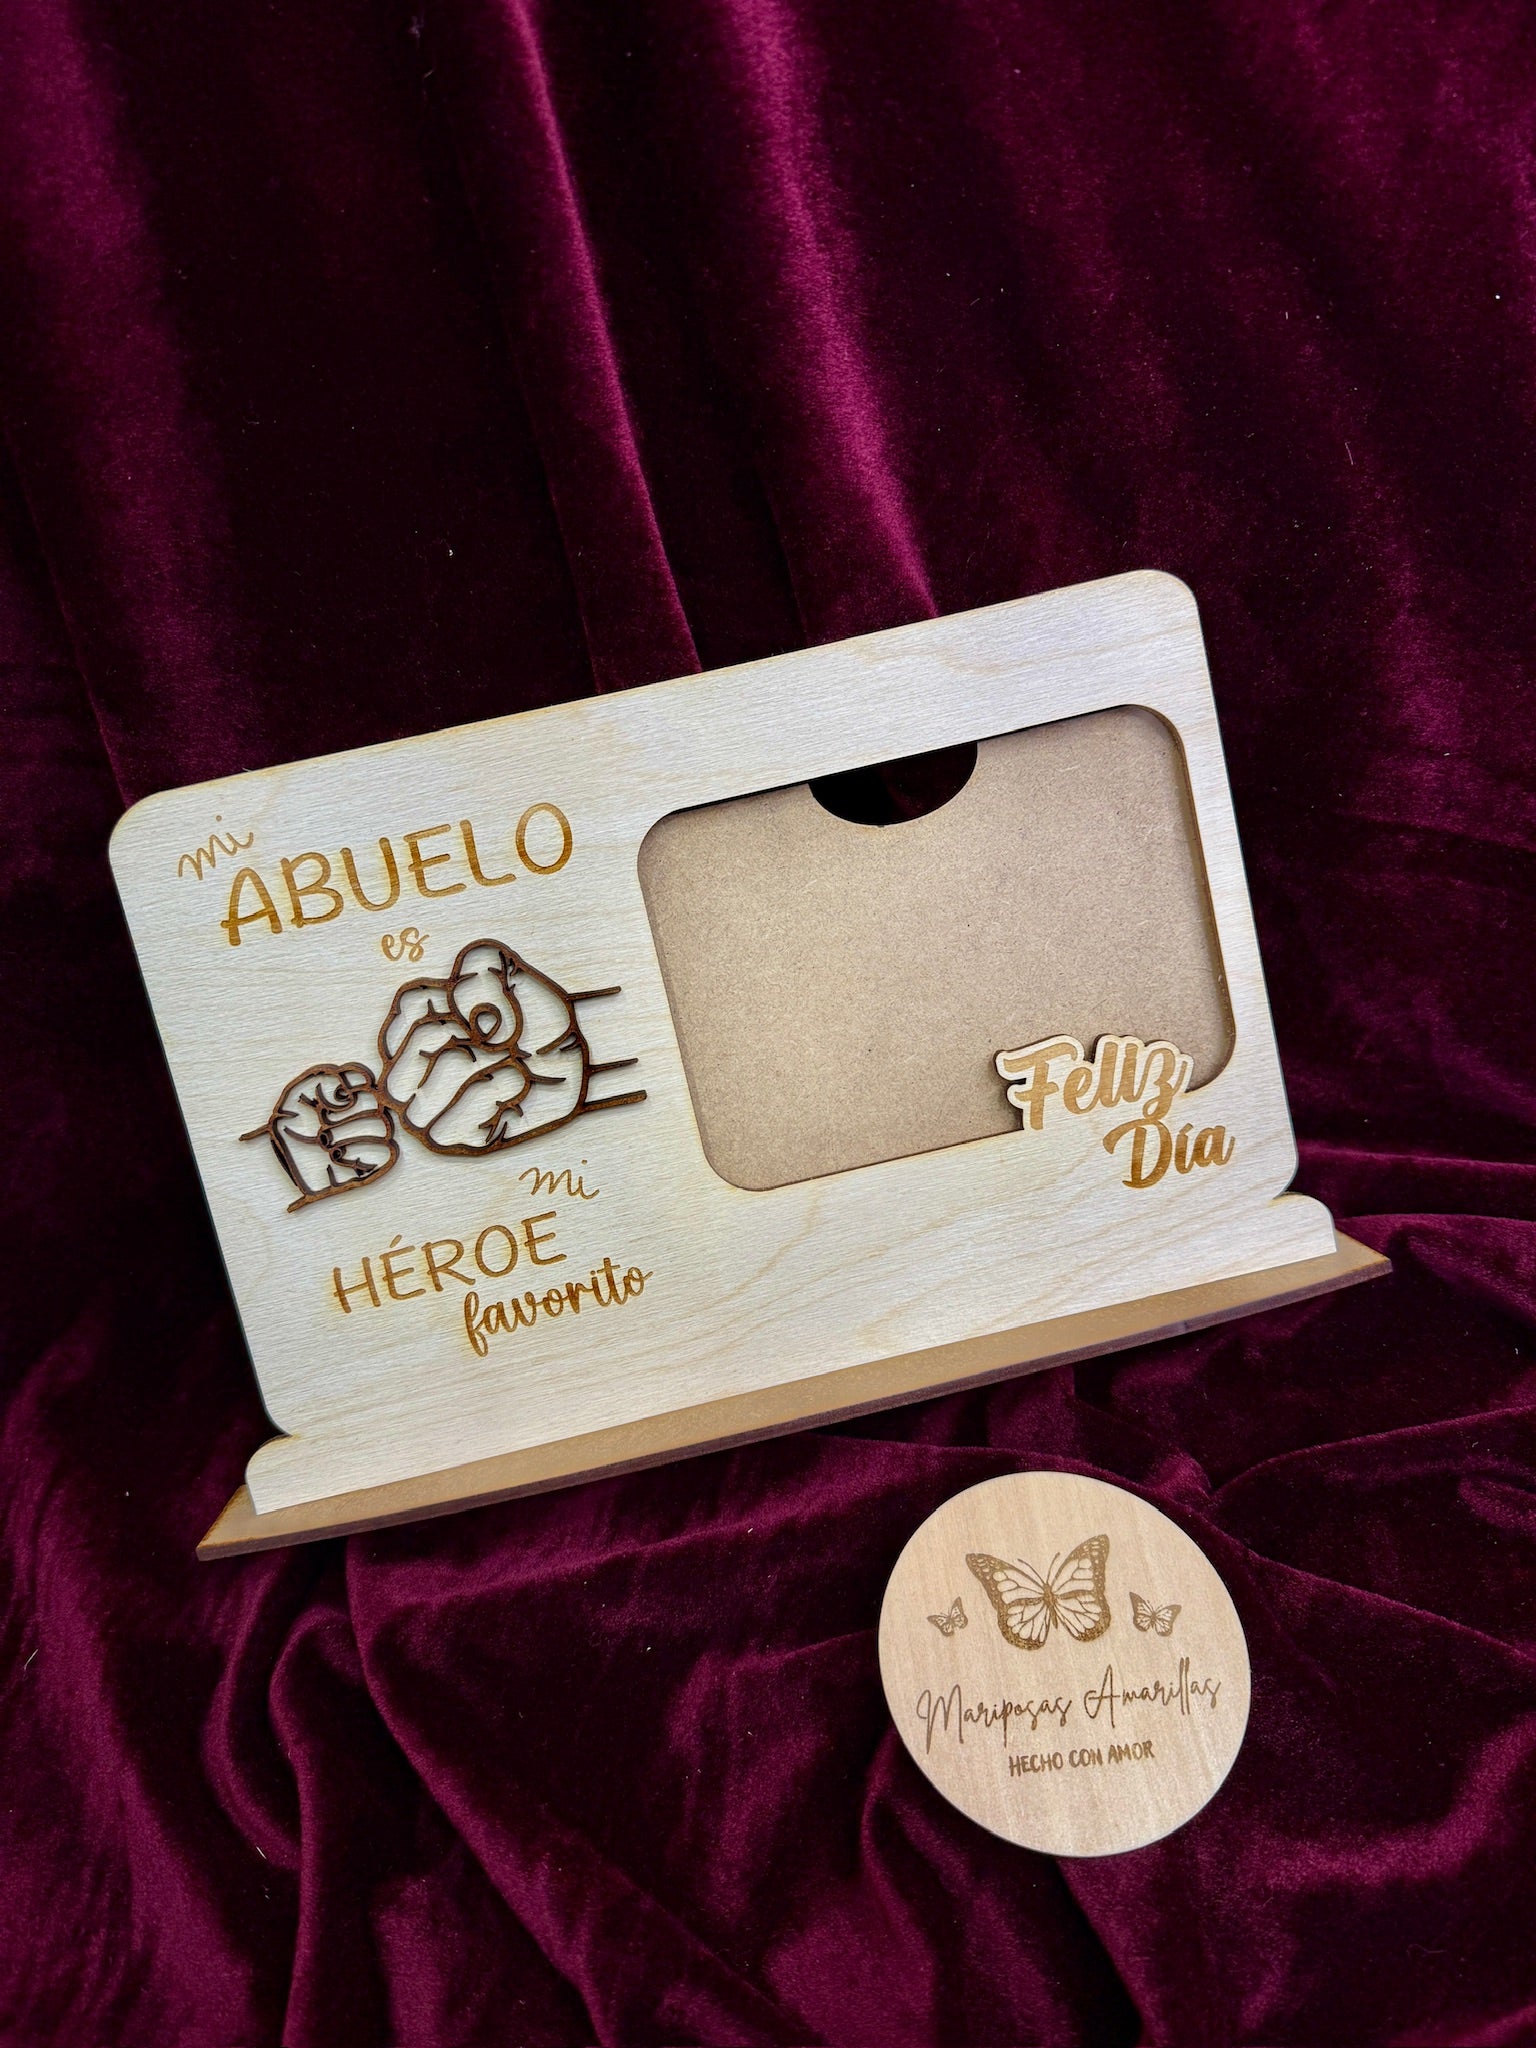 mi
ABUELO
es
mi
HÉROE
favorito
Feliz
Día
Mariposas Amarillas
HECHO CON AMOR